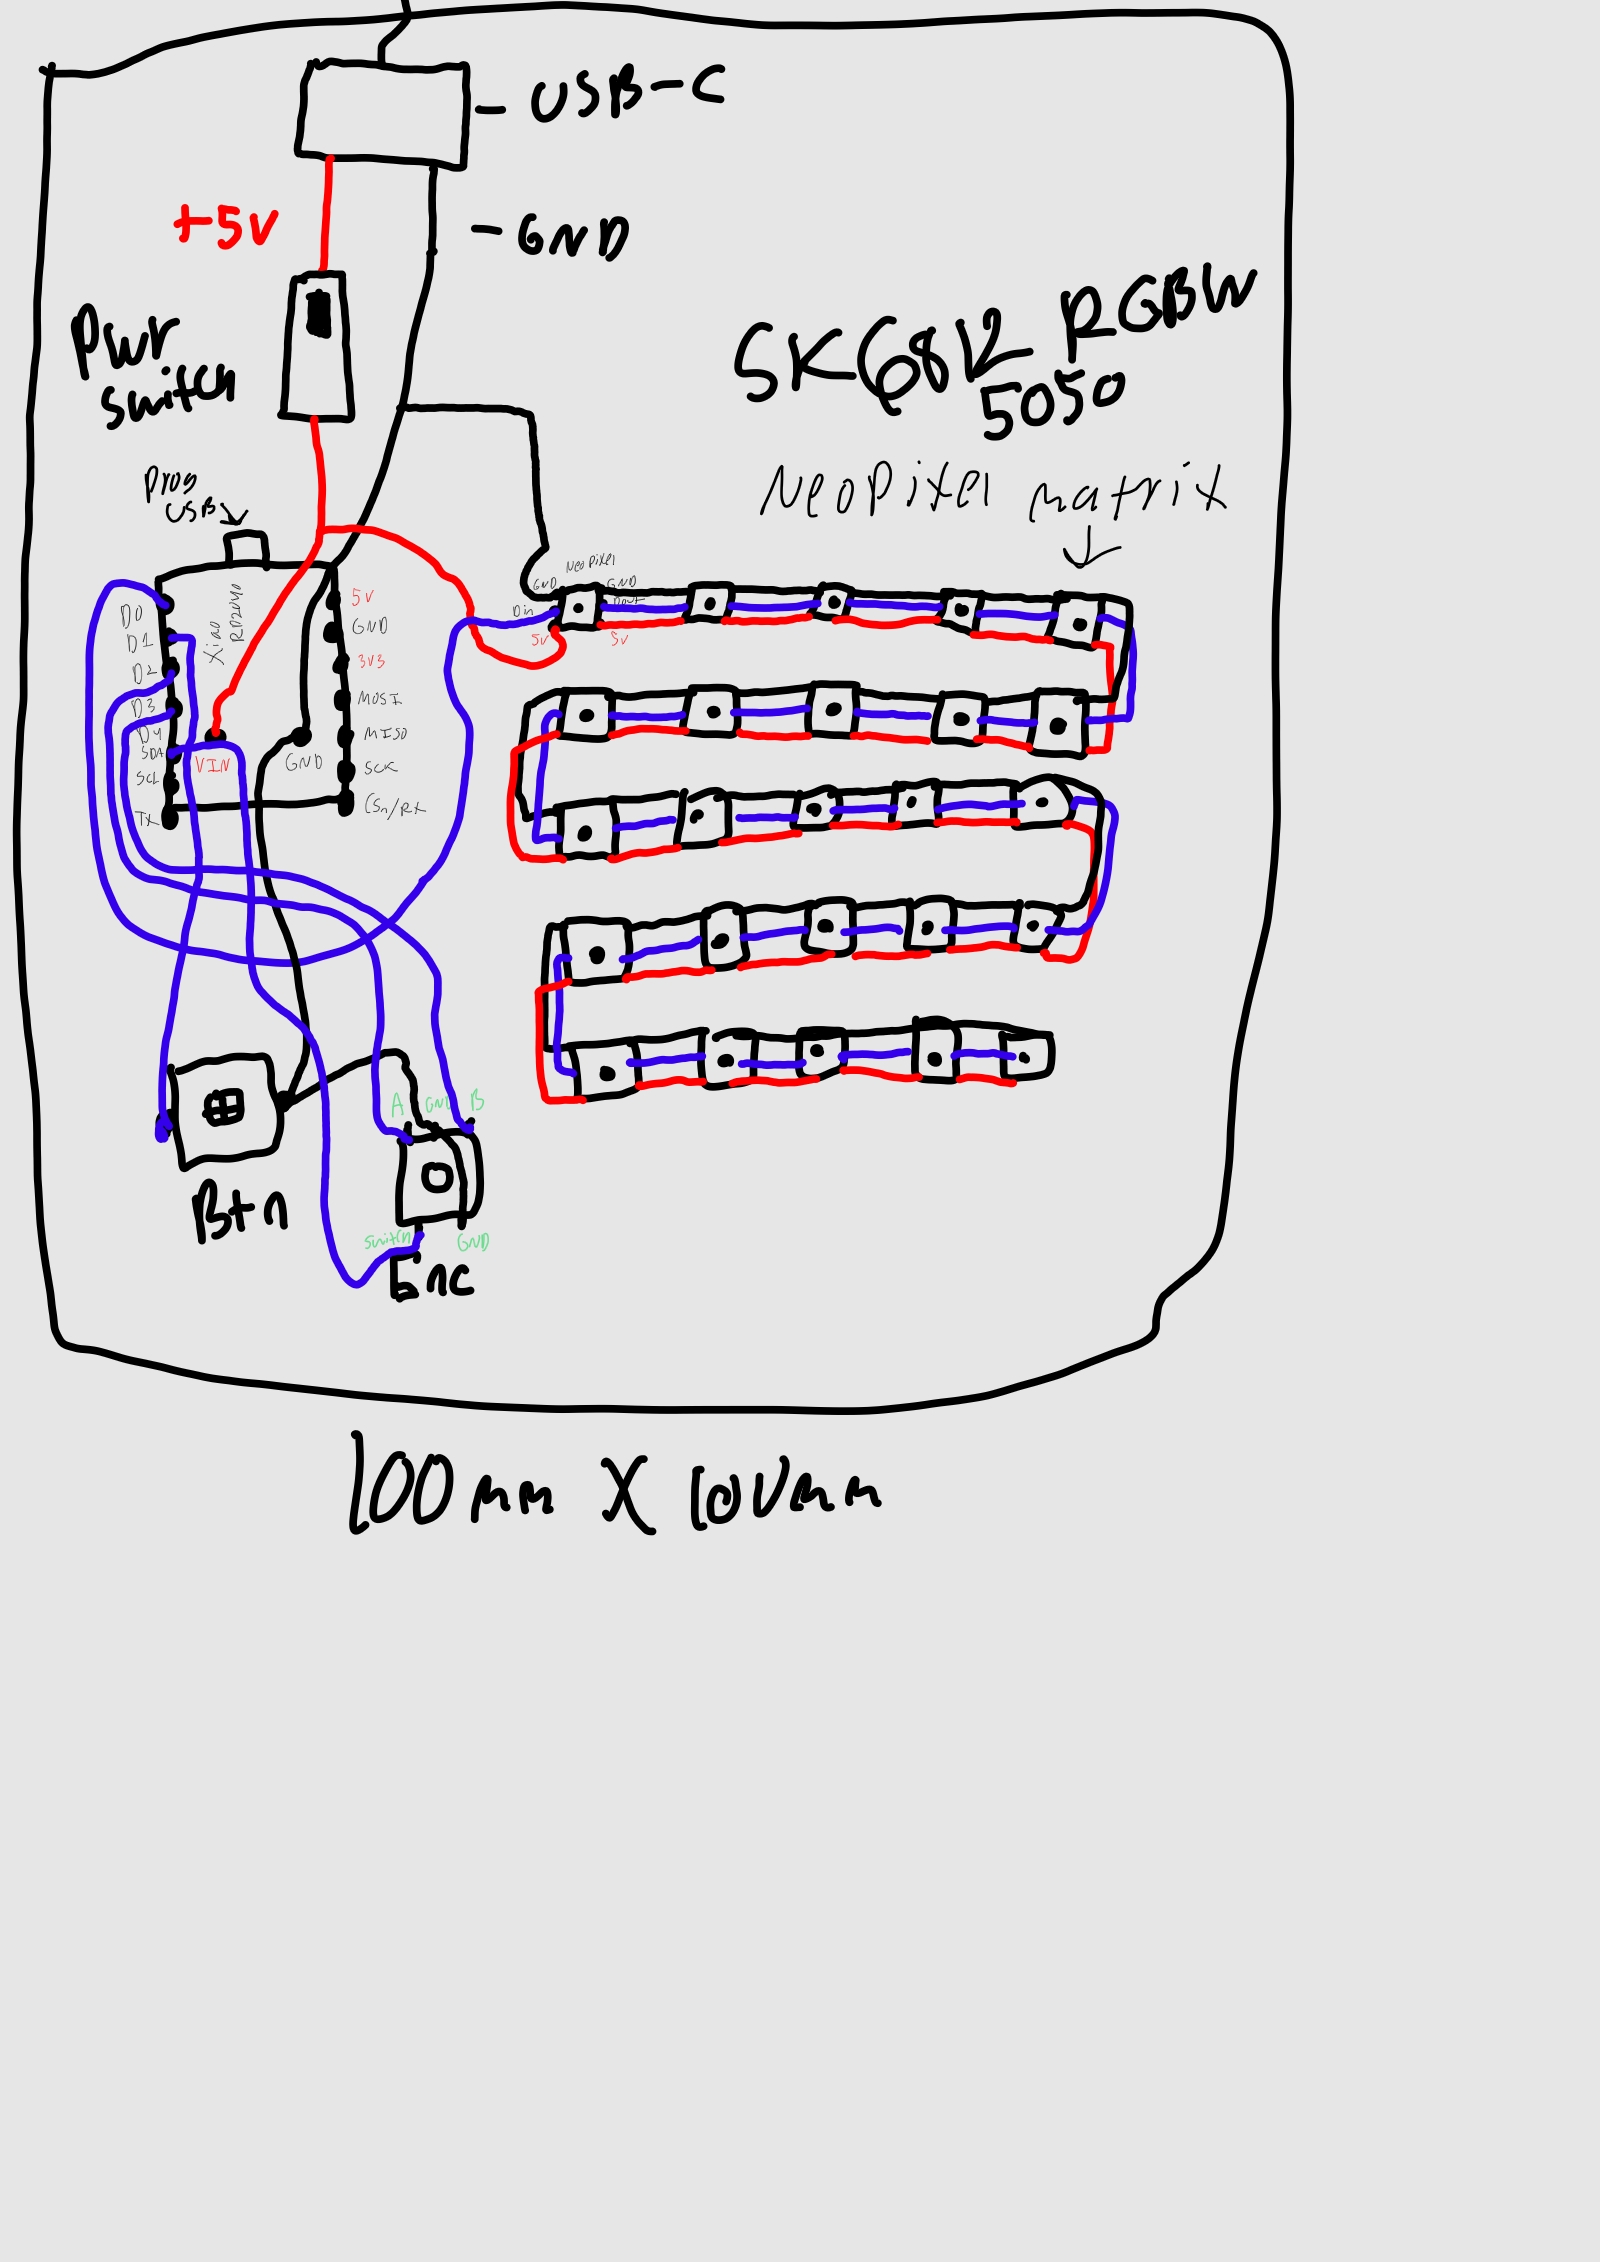 - USB-C
+5V
- GND
Pwr
switch
SK6812 RGBW
5050
NeoPixel matrix
Prog
USB
NeoPixel
GND GND
Din Dout
5v 5v
Xiao
RP2040
D0
D1
D2
D3
D4
SDA
SCL
TX
5V
GND
3V3
MOSI
MISO
SCK
CSn/RX
VIN
GND
A GND B
Btn
switch GND
Enc
100mm X 100mm